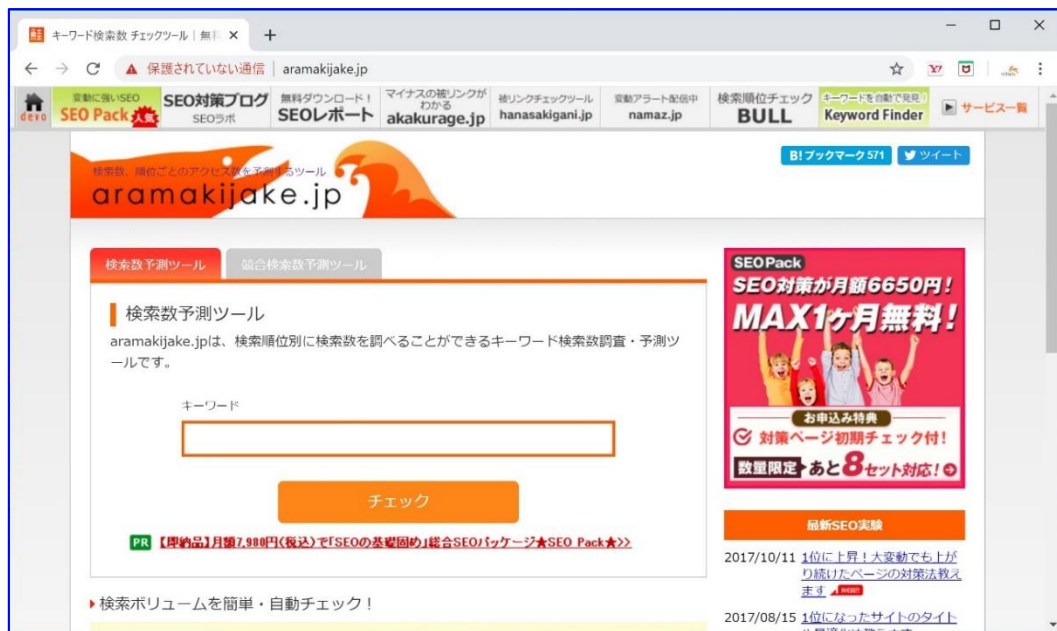 キーワード検索数 チェックツール｜無料
保護されていない通信 | aramakijake.jp
devo
変動に強いSEO
SEO Pack 人気
SEO対策ブログ
SEOラボ
無料ダウンロード！
SEOレポート
マイナスの被リンクが
わかる
akakurage.jp
被リンクチェックツール
hanasakigani.jp
変動アラート配信中
namaz.jp
検索順位チェック
BULL
キーワードを自動で発見！
Keyword Finder
サービス一覧
B!ブックマーク 571
ツイート
検索数、順位ごとのアクセス数を予測するツール
aramakijake.jp
検索数予測ツール
競合検索数予測ツール
検索数予測ツール
aramakijake.jpは、検索順位別に検索数を調べることができるキーワード検索数調査・予測ツ
ールです。
キーワード
チェック
PR 【即納品】月額7,980円(税込)で「SEOの基礎固め」総合SEOパッケージ★SEO Pack★>>
検索ボリュームを簡単・自動チェック！
SEO Pack
SEO対策が月額6650円！
MAX1ヶ月無料！
お申込み特典
対策ページ初期チェック付！
数量限定 あと8セット対応！
最新SEO実験
2017/10/11 1位に上昇！大変動でも上が
り続けたページの対策法教え
ます
2017/08/15 1位になったサイトのタイト